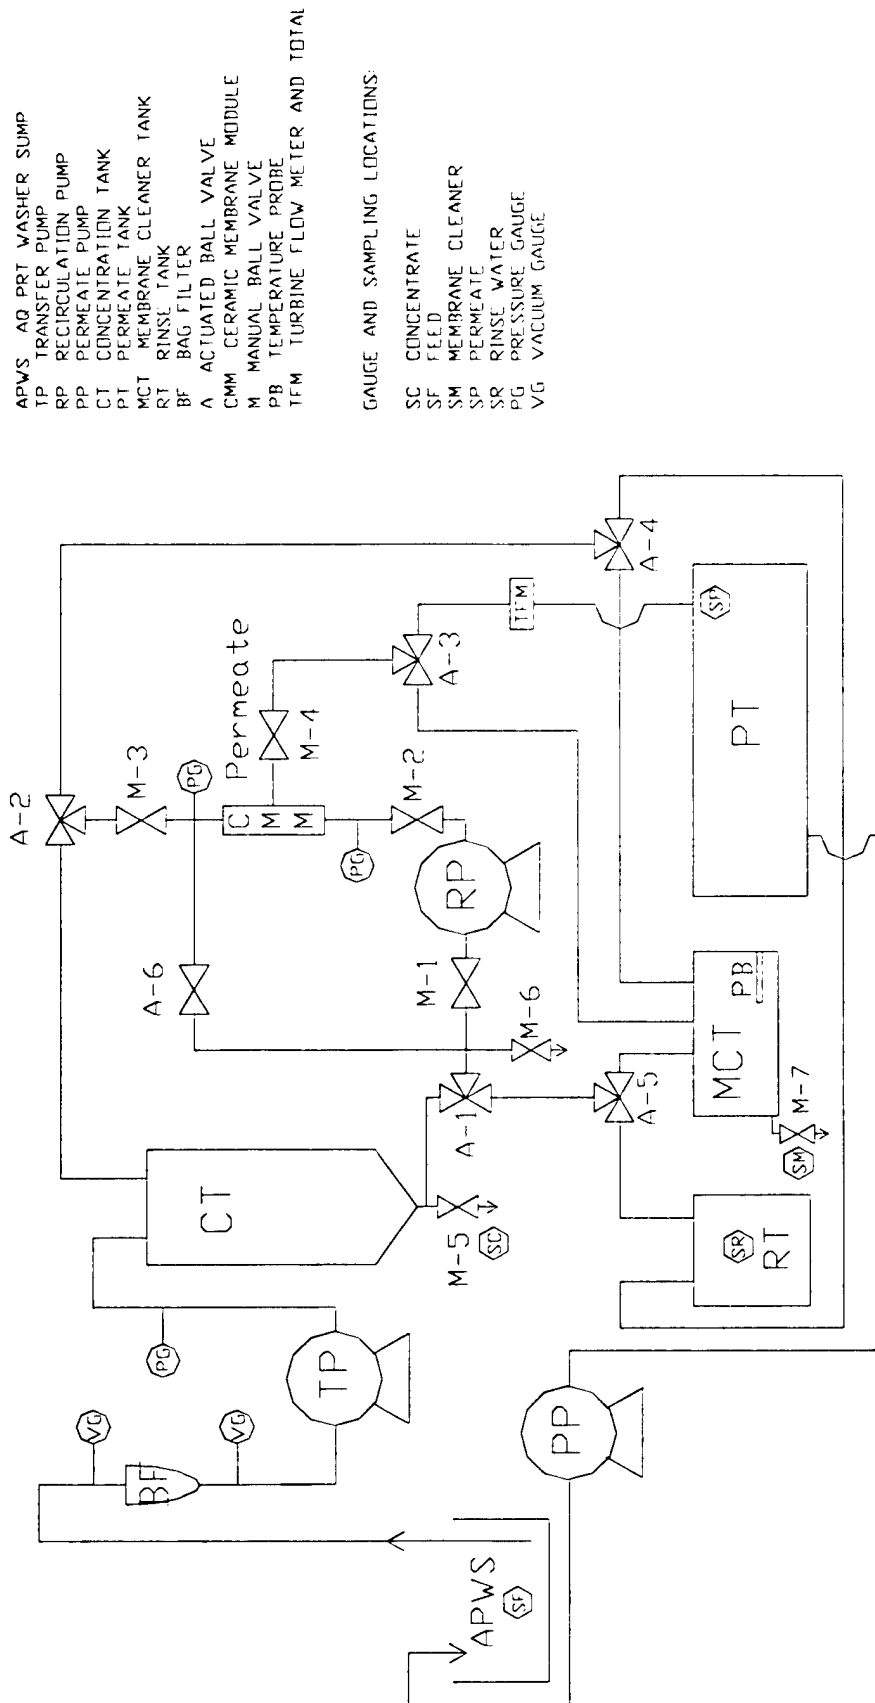 APWS AQ PRT WASHER SUMP
TP TRANSFER PUMP
RP RECIRCULATION PUMP
PP PERMEATE PUMP
CT CONCENTRATION TANK
PT PERMEATE TANK
MCT MEMBRANE CLEANER TANK
RT RINSE TANK
BF BAG FILTER
A ACTUATED BALL VALVE
CMM CERAMIC MEMBRANE MODULE
M MANUAL BALL VALVE
PB TEMPERATURE PROBE
TFM TURBINE FLOW METER AND TOTAL
GAUGE AND SAMPLING LOCATIONS:
SC CONCENTRATE
SF FEED
SM MEMBRANE CLEANER
SP PERMEATE
SR RINSE WATER
PG PRESSURE GAUGE
VG VACUUM GAUGE
A-2
M-3
PG
Permeate
CMM
M-4
A-6
PG
M-2
A-3
TFM
A-4
RP
M-1
M-6
CT
A-1
A-5
M-5
SC
VG
BF
VG
PG
TP
APWS
SF
PP
SR
RT
MCT
PB
M-7
SM
PT
SP